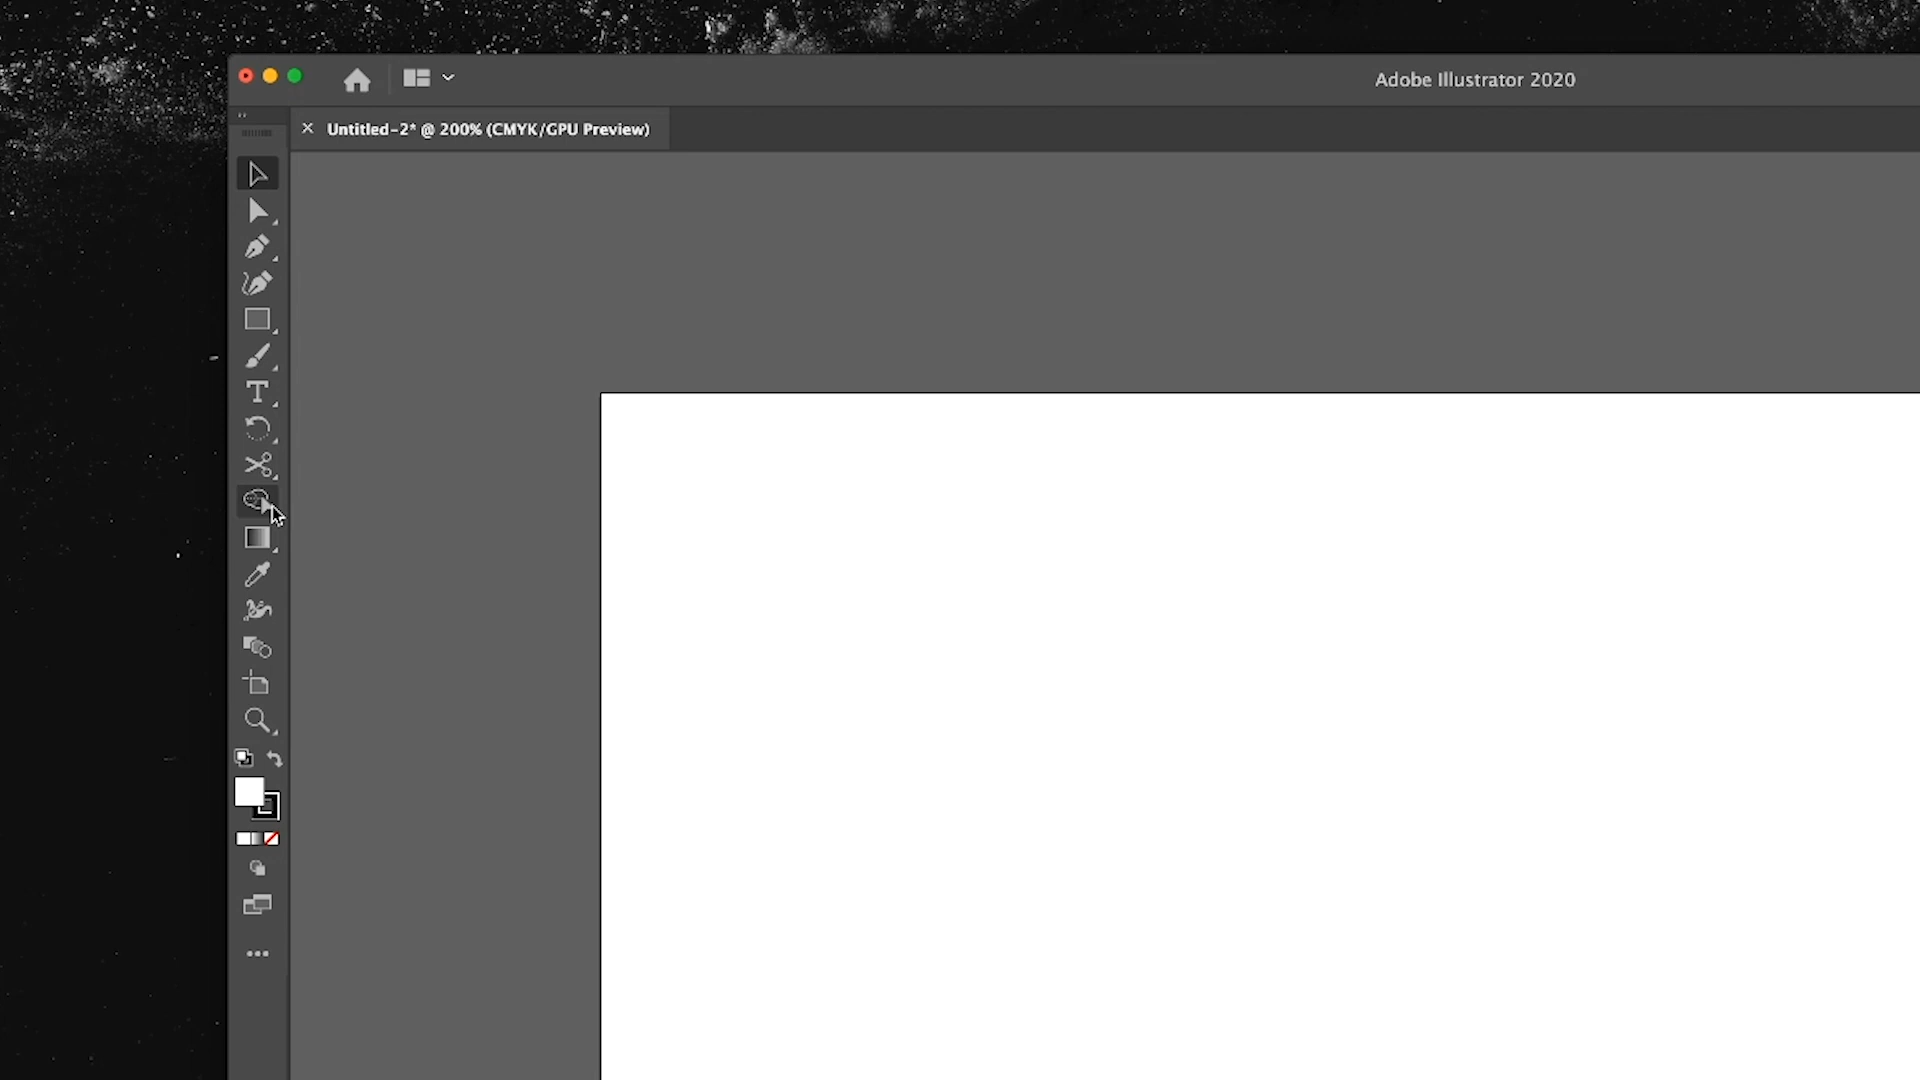 Adobe Illustrator 2020
Untitled-2* @ 200% (CMYK/GPU Preview)